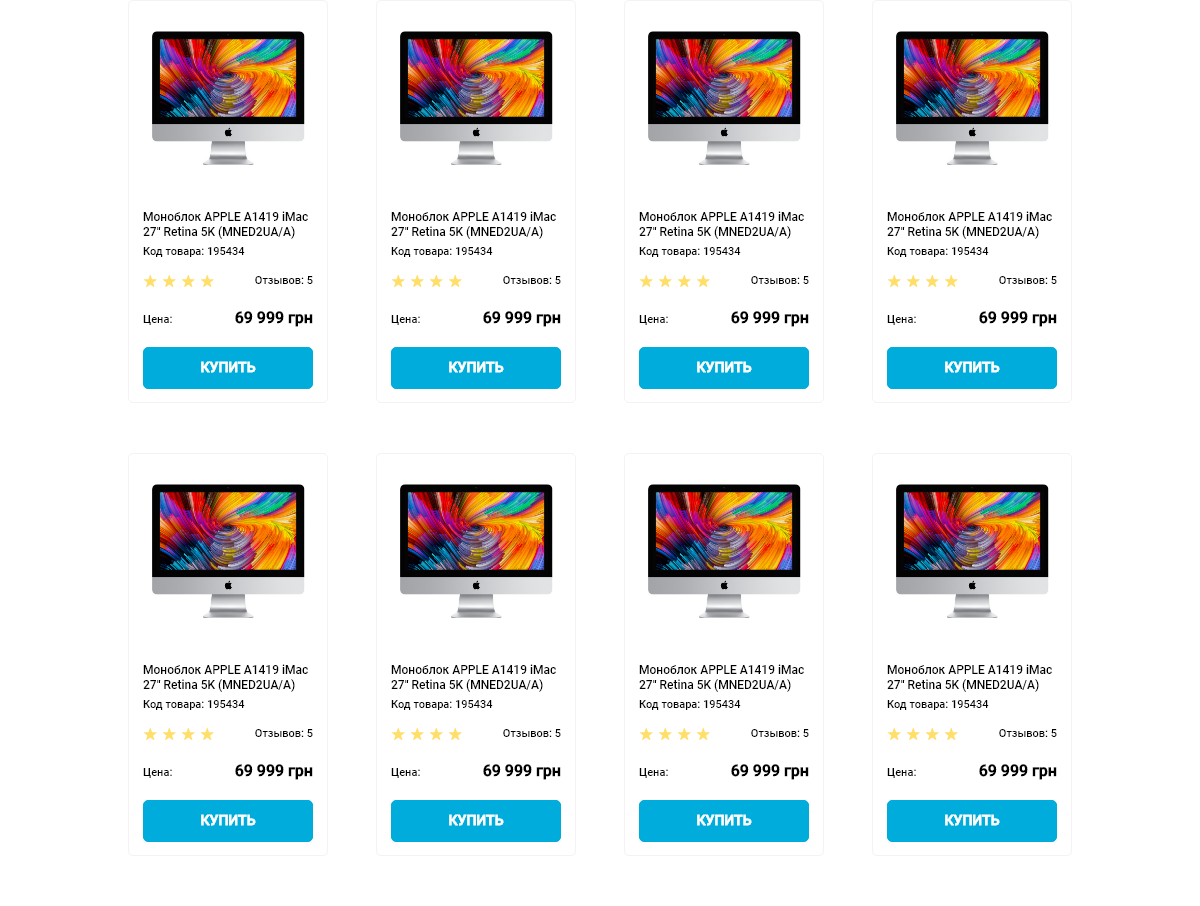 Моноблок APPLE A1419 iMac
27" Retina 5K (MNED2UA/A)
Код товара: 195434
Отзывов: 5
Цена: 69 999 грн
КУПИТЬ
Моноблок APPLE A1419 iMac
27" Retina 5K (MNED2UA/A)
Код товара: 195434
Отзывов: 5
Цена: 69 999 грн
КУПИТЬ
Моноблок APPLE A1419 iMac
27" Retina 5K (MNED2UA/A)
Код товара: 195434
Отзывов: 5
Цена: 69 999 грн
КУПИТЬ
Моноблок APPLE A1419 iMac
27" Retina 5K (MNED2UA/A)
Код товара: 195434
Отзывов: 5
Цена: 69 999 грн
КУПИТЬ
Моноблок APPLE A1419 iMac
27" Retina 5K (MNED2UA/A)
Код товара: 195434
Отзывов: 5
Цена: 69 999 грн
КУПИТЬ
Моноблок APPLE A1419 iMac
27" Retina 5K (MNED2UA/A)
Код товара: 195434
Отзывов: 5
Цена: 69 999 грн
КУПИТЬ
Моноблок APPLE A1419 iMac
27" Retina 5K (MNED2UA/A)
Код товара: 195434
Отзывов: 5
Цена: 69 999 грн
КУПИТЬ
Моноблок APPLE A1419 iMac
27" Retina 5K (MNED2UA/A)
Код товара: 195434
Отзывов: 5
Цена: 69 999 грн
КУПИТЬ